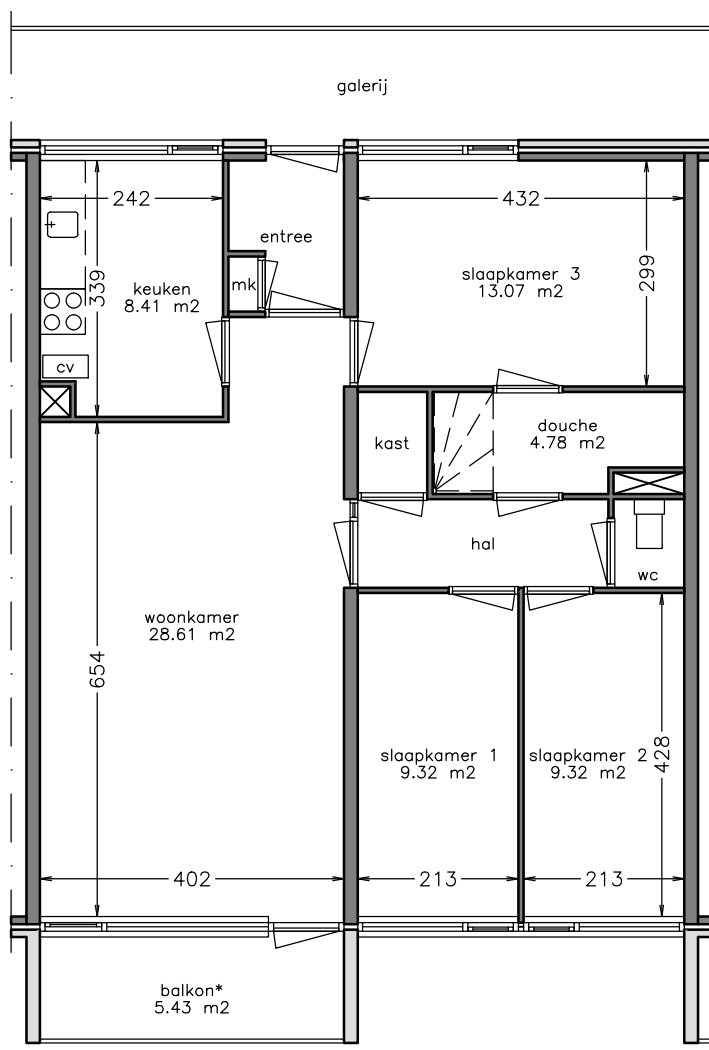 galerij
242
432
entree
339
keuken
8.41 m2
mk
slaapkamer 3
13.07 m2
299
cv
kast
douche
4.78 m2
hal
wc
woonkamer
28.61 m2
654
slaapkamer 1
9.32 m2
slaapkamer 2
9.32 m2
428
402
213
213
balkon*
5.43 m2